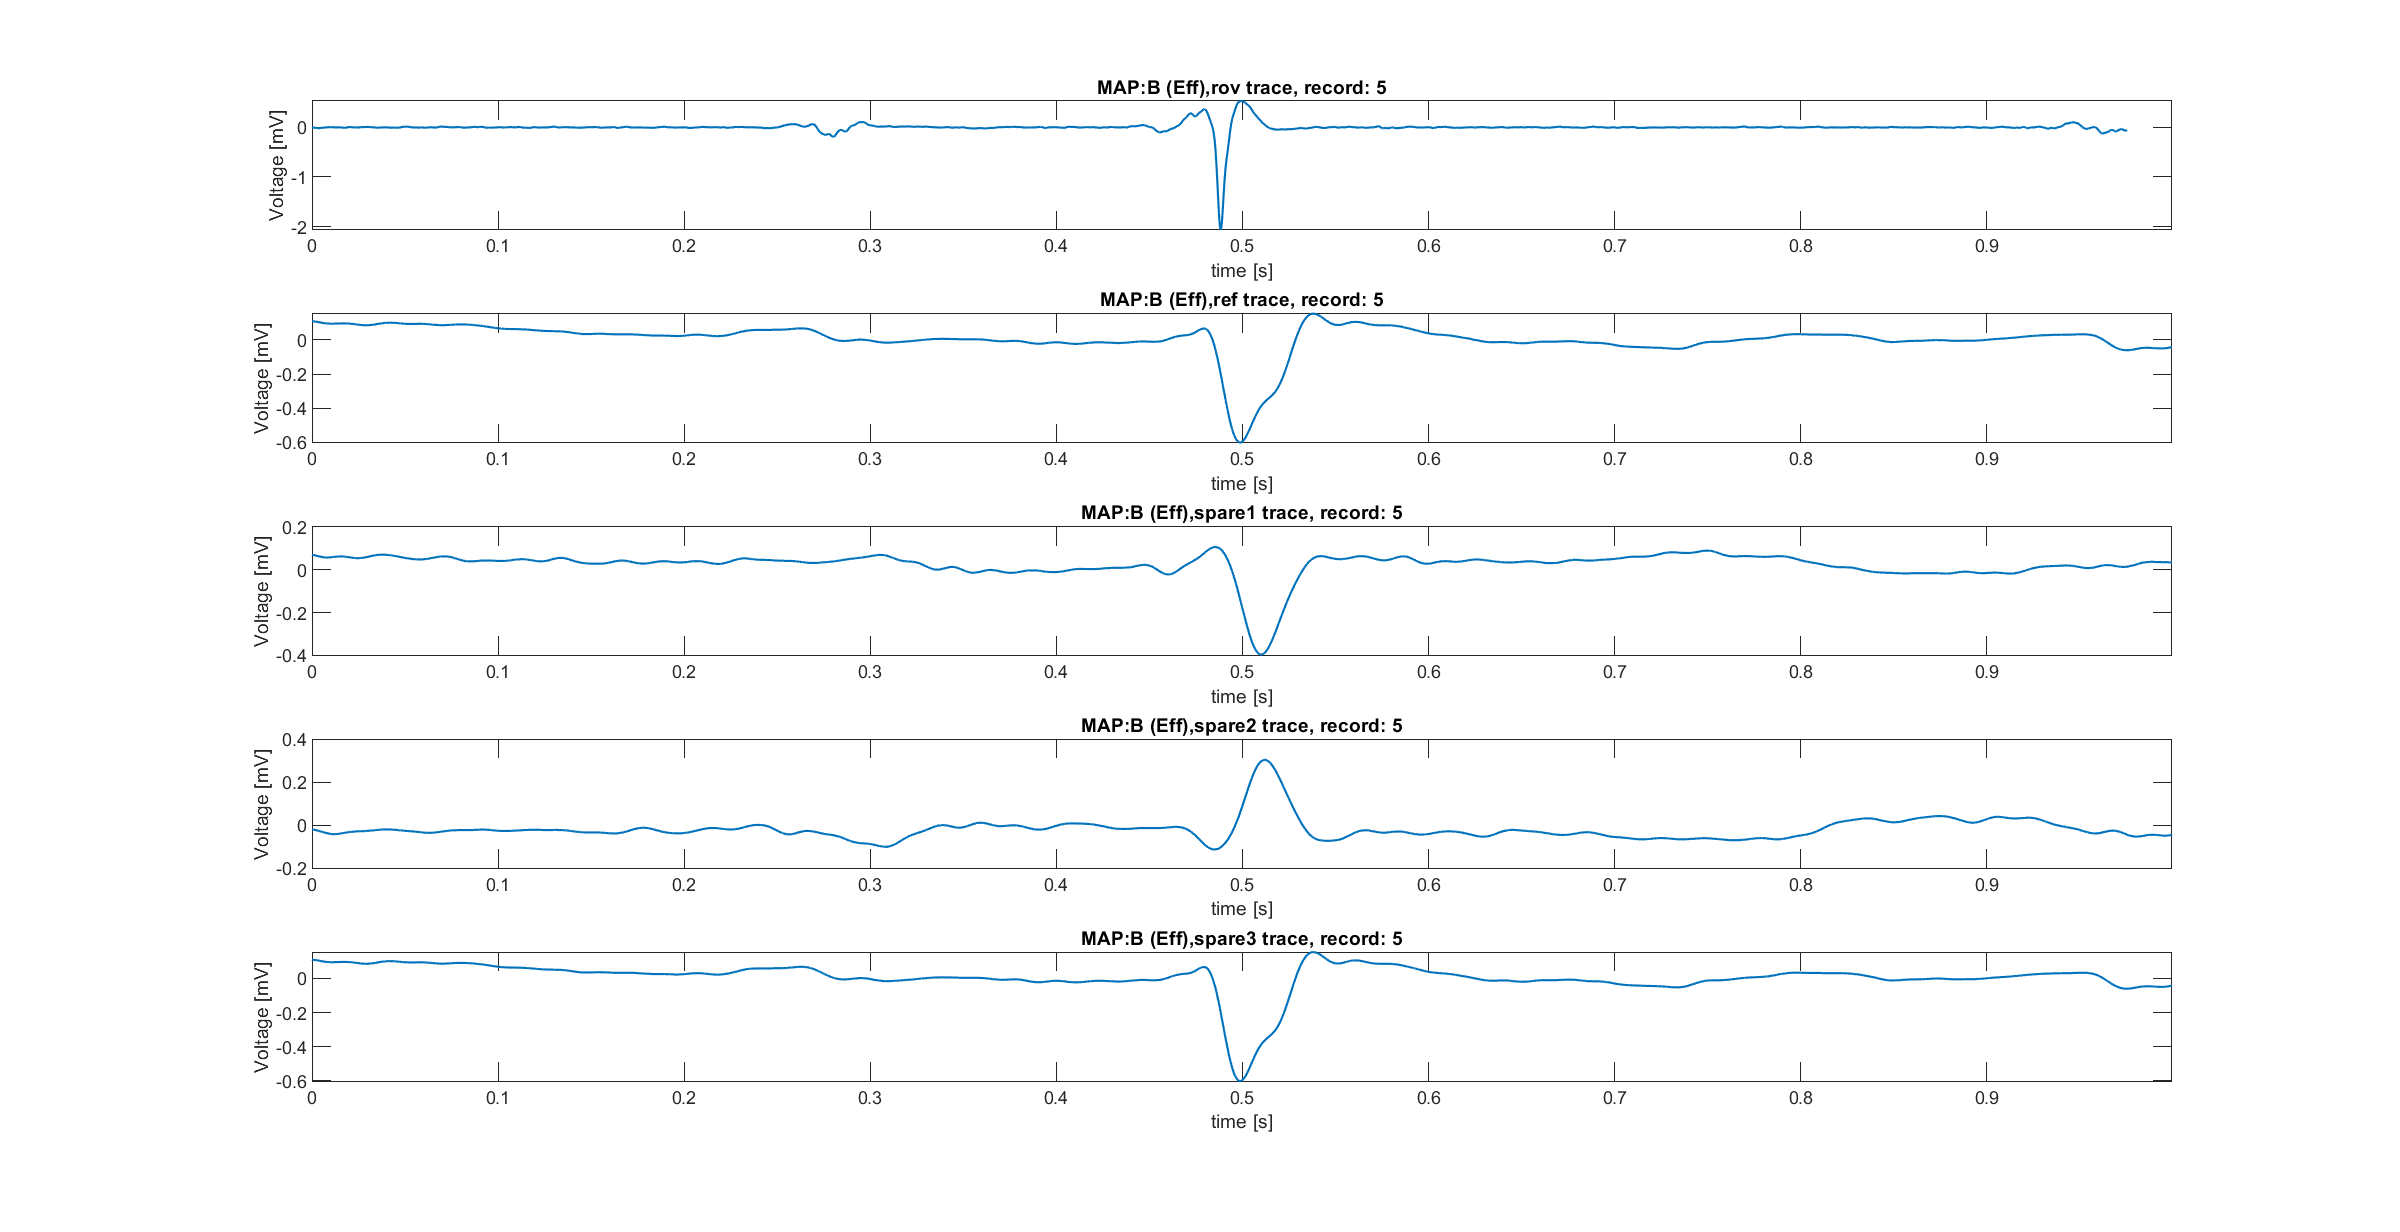 MAP:B (Eff),rov trace, record: 5
Voltage [mV]
0
-1
-2
0 0.1 0.2 0.3 0.4 0.5 0.6 0.7 0.8 0.9
time [s]
MAP:B (Eff),ref trace, record: 5
Voltage [mV]
0
-0.2
-0.4
-0.6
0 0.1 0.2 0.3 0.4 0.5 0.6 0.7 0.8 0.9
time [s]
MAP:B (Eff),spare1 trace, record: 5
Voltage [mV]
0.2
0
-0.2
-0.4
0 0.1 0.2 0.3 0.4 0.5 0.6 0.7 0.8 0.9
time [s]
MAP:B (Eff),spare2 trace, record: 5
Voltage [mV]
0.4
0.2
0
-0.2
0 0.1 0.2 0.3 0.4 0.5 0.6 0.7 0.8 0.9
time [s]
MAP:B (Eff),spare3 trace, record: 5
Voltage [mV]
0
-0.2
-0.4
-0.6
0 0.1 0.2 0.3 0.4 0.5 0.6 0.7 0.8 0.9
time [s]